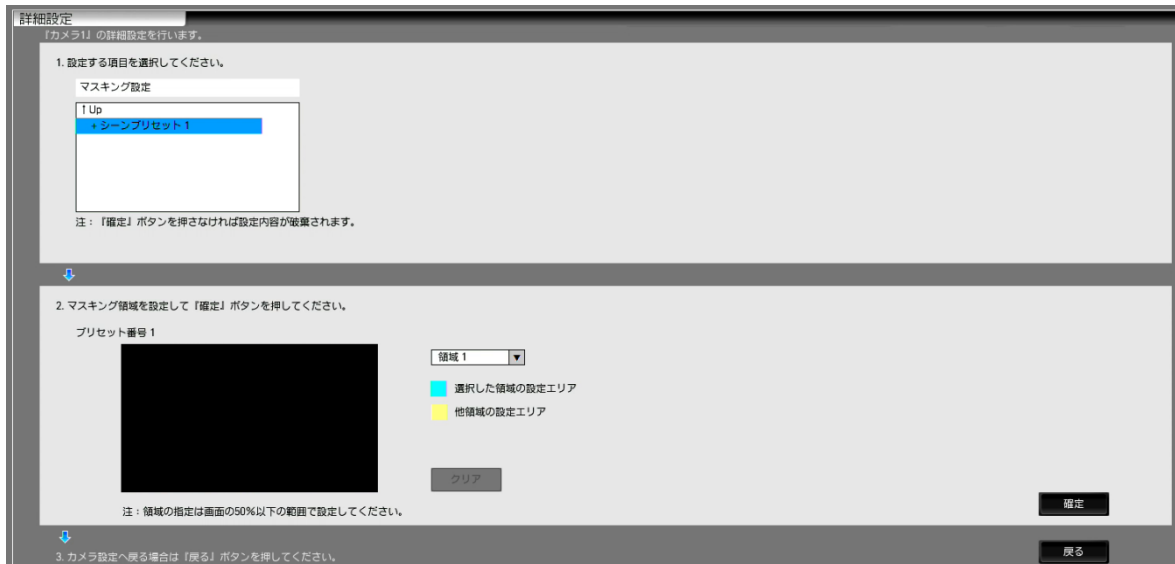 詳細設定
『カメラ1』の詳細設定を行います。
1. 設定する項目を選択してください。
マスキング設定
↑Up
+シーンプリセット1
注：『確定』ボタンを押さなければ設定内容が破棄されます。
2. マスキング領域を設定して『確定』ボタンを押してください。
プリセット番号 1
領域 1
選択した領域の設定エリア
他領域の設定エリア
クリア
注：領域の指定は画面の50%以下の範囲で設定してください。
確定
3. カメラ設定へ戻る場合は『戻る』ボタンを押してください。
戻る